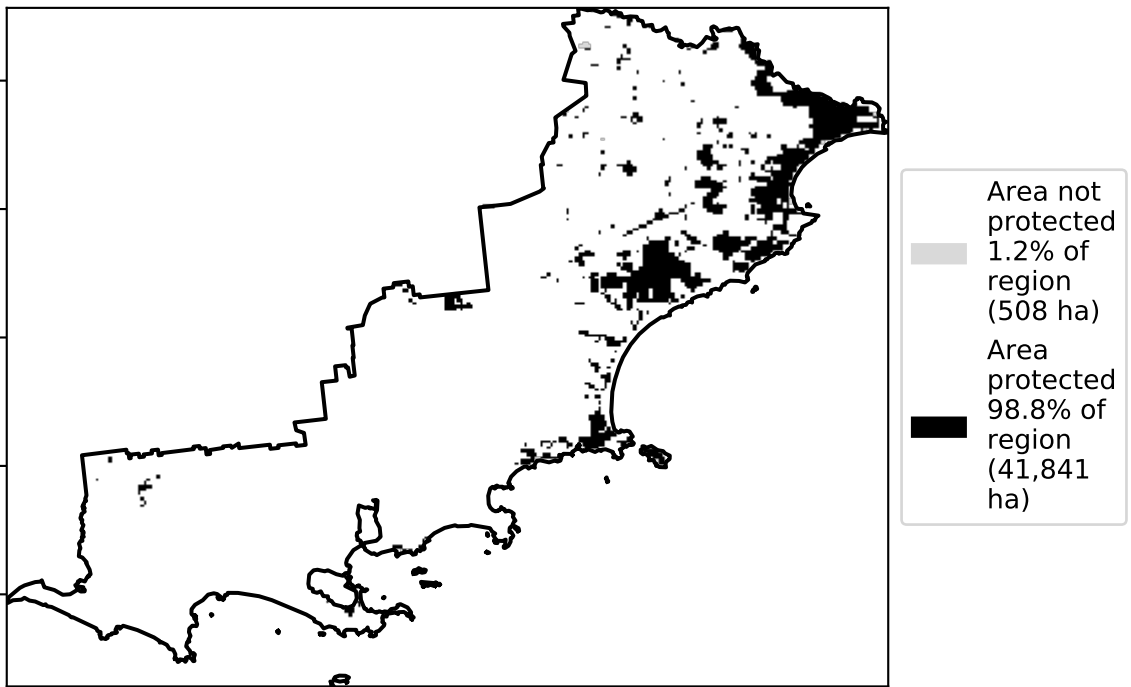 Area not
protected
1.2% of
region
(508 ha)
Area
protected
98.8% of
region
(41,841
ha)